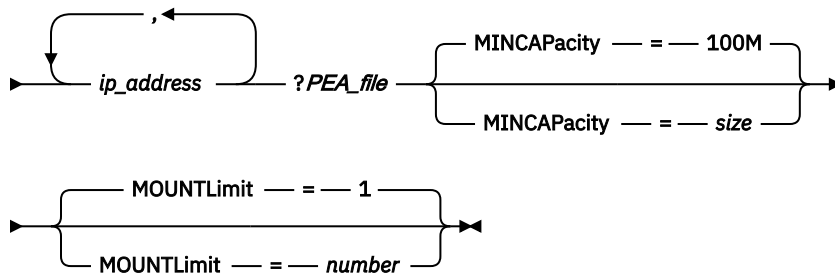 ,
MINCAPacity = 100M
ip_address ?PEA_file
MINCAPacity = size
MOUNTLimit = 1
MOUNTLimit = number